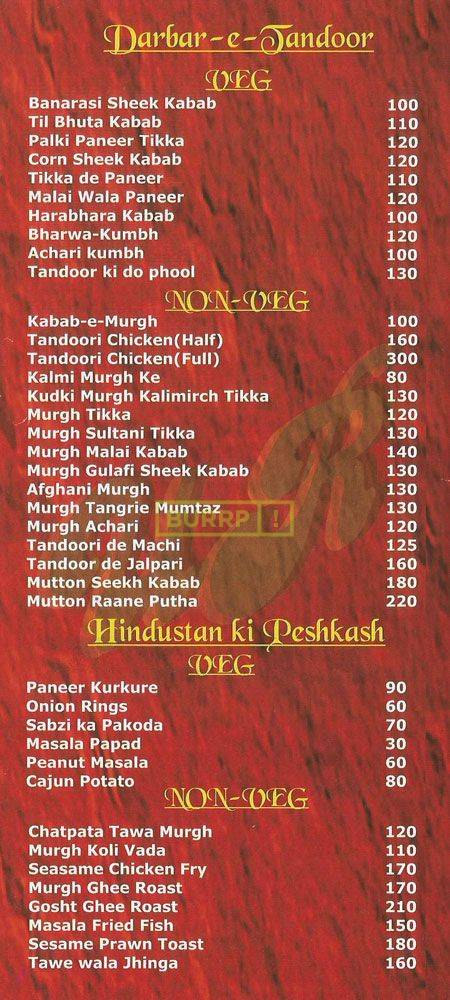 Darbar-e-Tandoor
VEG
Banarasi Sheek Kabab 100
Til Bhuta Kabab 110
Palki Paneer Tikka 120
Corn Sheek Kabab 120
Tikka de Paneer 110
Malai Wala Paneer 120
Harabhara Kabab 100
Bharwa-Kumbh 120
Achari kumbh 100
Tandoor ki do phool 130
NON-VEG
Kabab-e-Murgh 100
Tandoori Chicken(Half) 160
Tandoori Chicken(Full) 300
Kalmi Murgh Ke 80
Kudki Murgh Kalimirch Tikka 130
Murgh Tikka 120
Murgh Sultani Tikka 130
Murgh Malai Kabab 140
Murgh Gulafi Sheek Kabab 130
Afghani Murgh 130
Murgh Tangrie Mumtaz 130
BURRP !
Murgh Achari 120
Tandoori de Machi 125
Tandoor de Jalpari 160
Mutton Seekh Kabab 180
Mutton Raane Putha 220
Hindustan ki Peshkash
VEG
Paneer Kurkure 90
Onion Rings 60
Sabzi ka Pakoda 70
Masala Papad 30
Peanut Masala 60
Cajun Potato 80
NON-VEG
Chatpata Tawa Murgh 120
Murgh Koli Vada 110
Seasame Chicken Fry 170
Murgh Ghee Roast 170
Gosht Ghee Roast 210
Masala Fried Fish 150
Sesame Prawn Toast 180
Tawe wala Jhinga 160